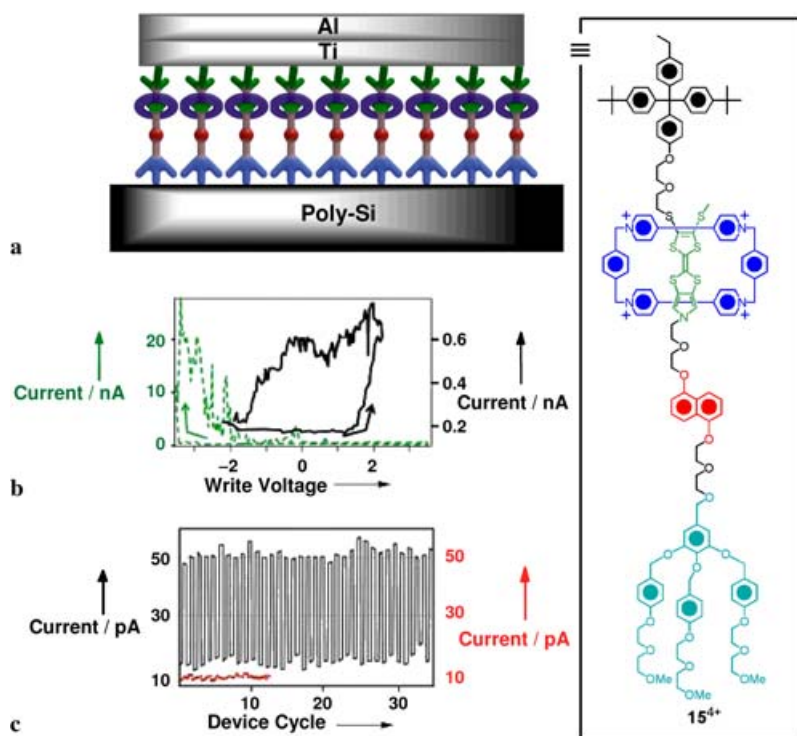 a
Al
Ti
Poly-Si
b
Current / nA
20
10
0
−2
0
2
Write Voltage
0.6
0.4
0.2
Current / nA
c
Current / pA
50
30
10
10
20
30
Device Cycle
50
30
10
Current / pA
≡
O
O
S
S
S
S
S
S
N
+
N
+
N
+
N
+
N
O
O
O
O
O
O
O
O
O
O
O
O
O
O
OMe
OMe
OMe
15⁴⁺